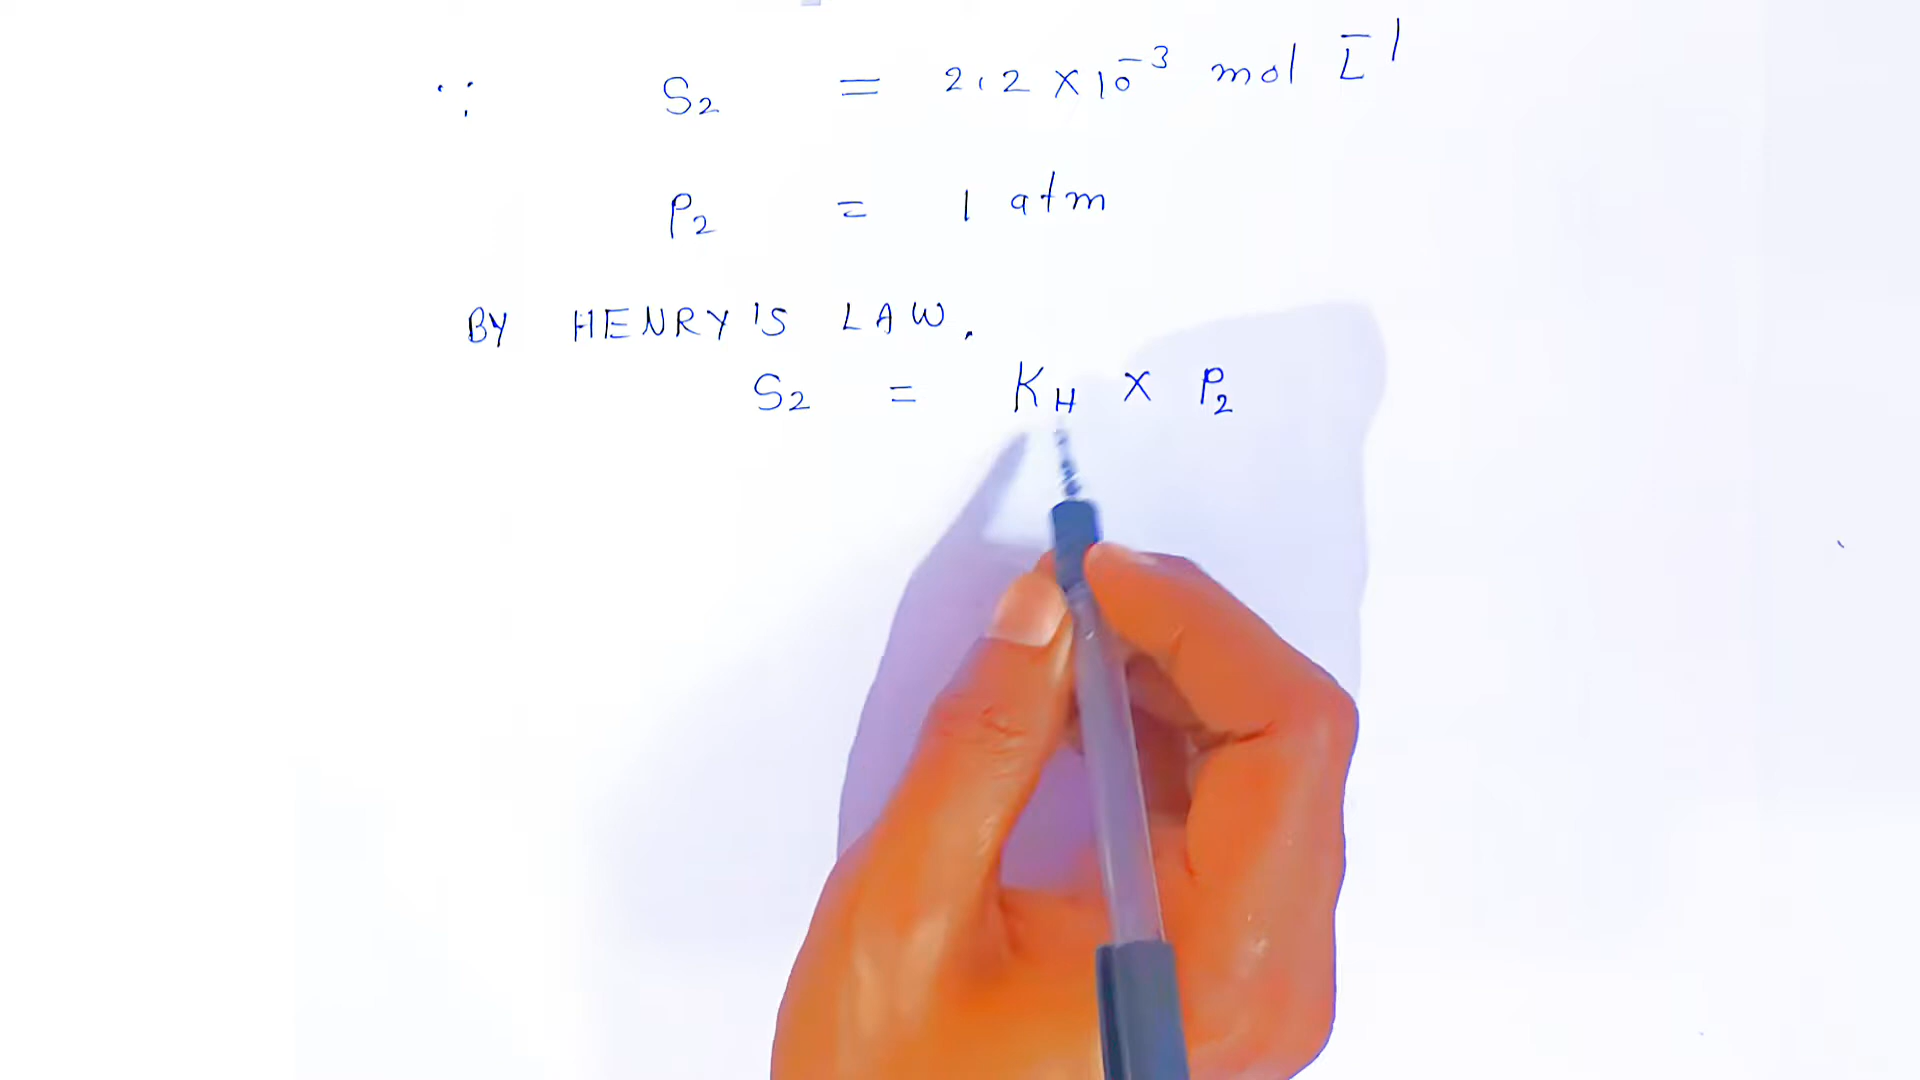 ∵ S₂ = 2.2 × 10⁻³ mol L⁻¹
P₂ = 1 atm
BY HENRY'S LAW,
S₂ = K_H × P₂